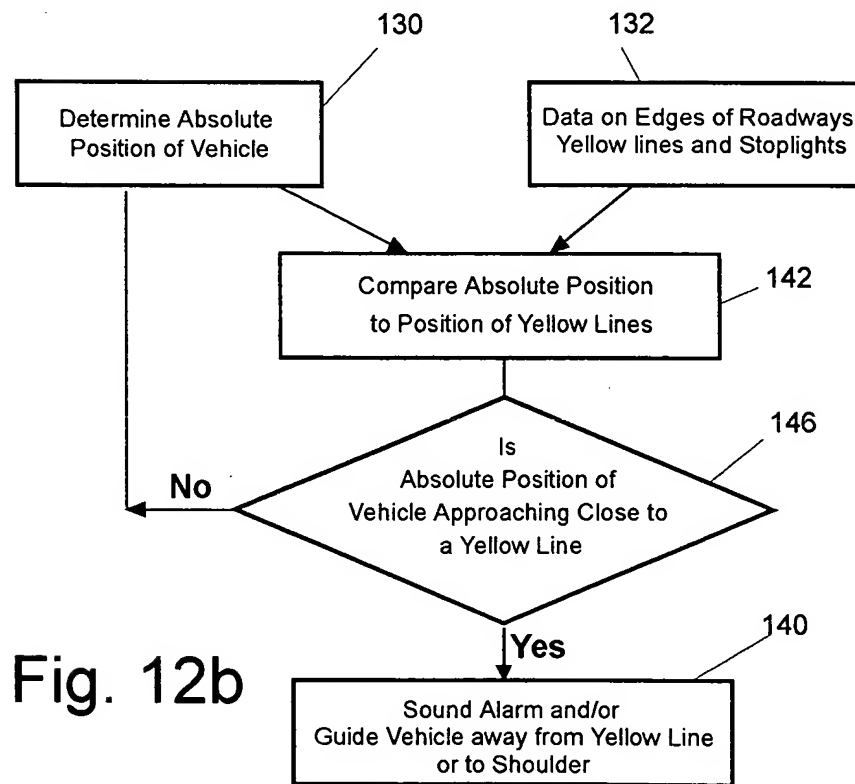 130
132
Determine Absolute
Position of Vehicle
Data on Edges of Roadways
Yellow lines and Stoplights
Compare Absolute Position
to Position of Yellow Lines
142
Is
Absolute Position of
Vehicle Approaching Close to
a Yellow Line
146
No
Yes
140
Sound Alarm and/or
Guide Vehicle away from Yellow Line
or to Shoulder
Fig. 12b